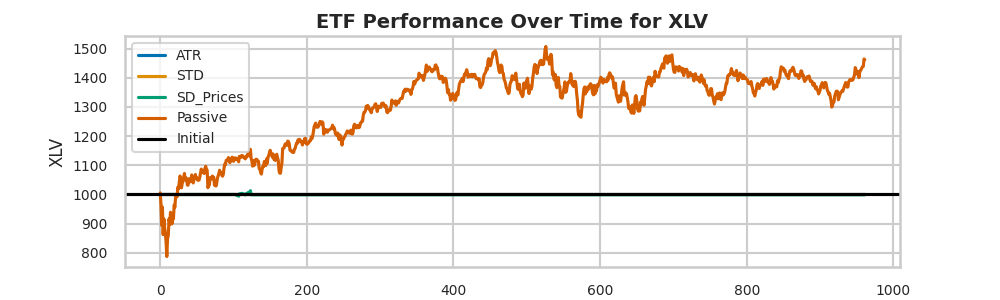 ETF Performance Over Time for XLV
XLV
1500
1400
1300
1200
1100
1000
900
800
ATR
STD
SD_Prices
Passive
Initial
0 200 400 600 800 1000